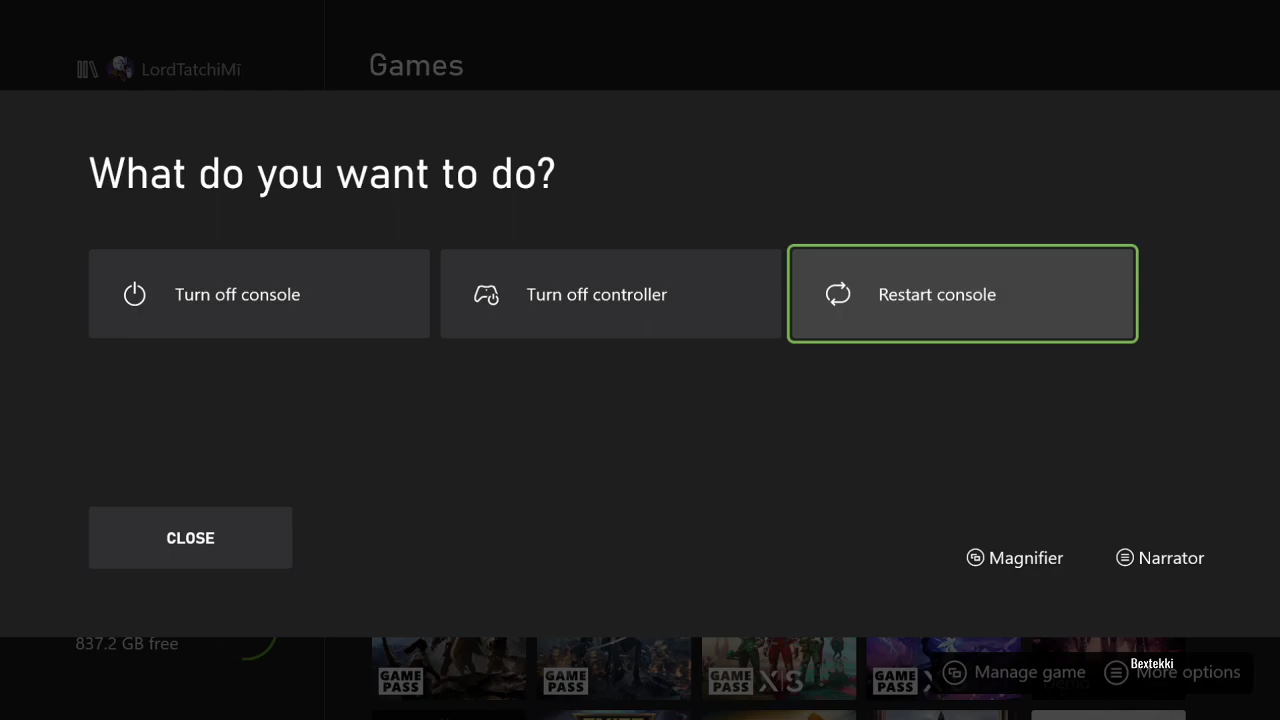 LordTatchiMī
Games
What do you want to do?
Turn off console
Turn off controller
Restart console
CLOSE
Magnifier
Narrator
837.2 GB free
GAME PASS
GAME PASS
GAME PASS
X|S
GAME PASS
Bextekki
Manage game
More options